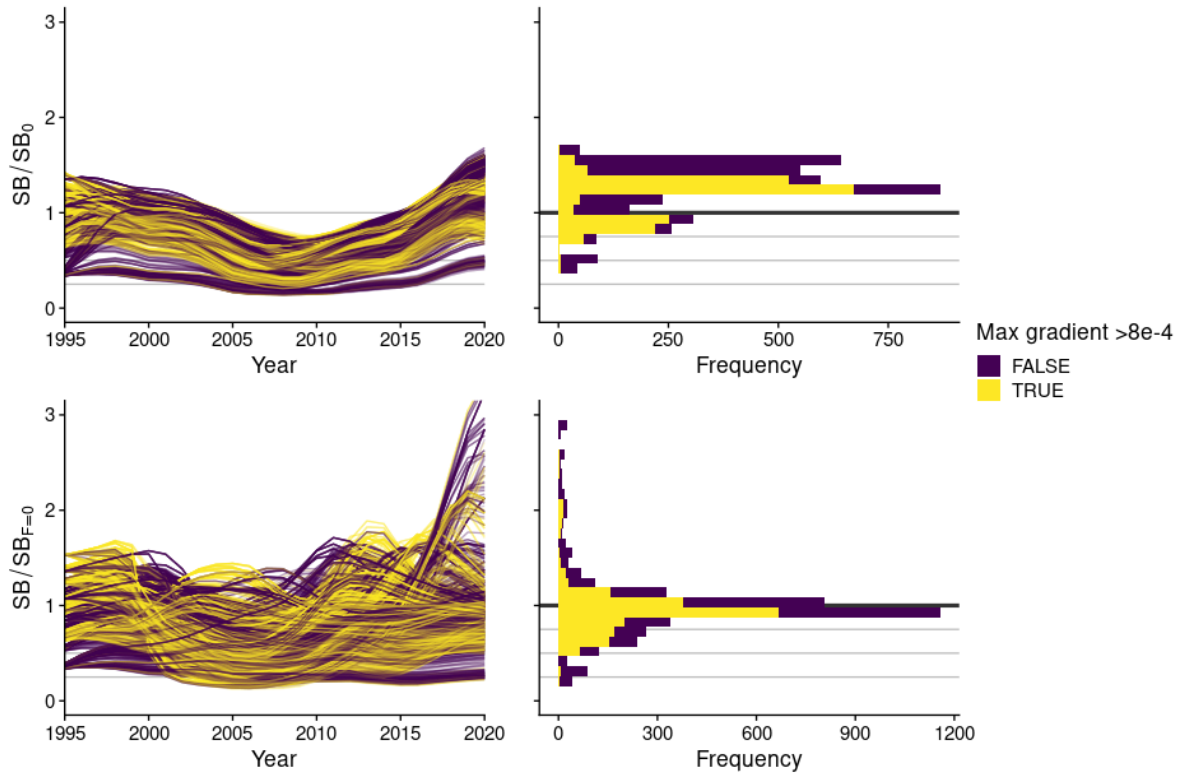 SB/SB0
3
2
1
0
1995 2000 2005 2010 2015 2020
Year
0 250 500 750
Frequency
SB/SBF=0
3
2
1
0
1995 2000 2005 2010 2015 2020
Year
0 300 600 900 1200
Frequency
Max gradient >8e-4
FALSE
TRUE